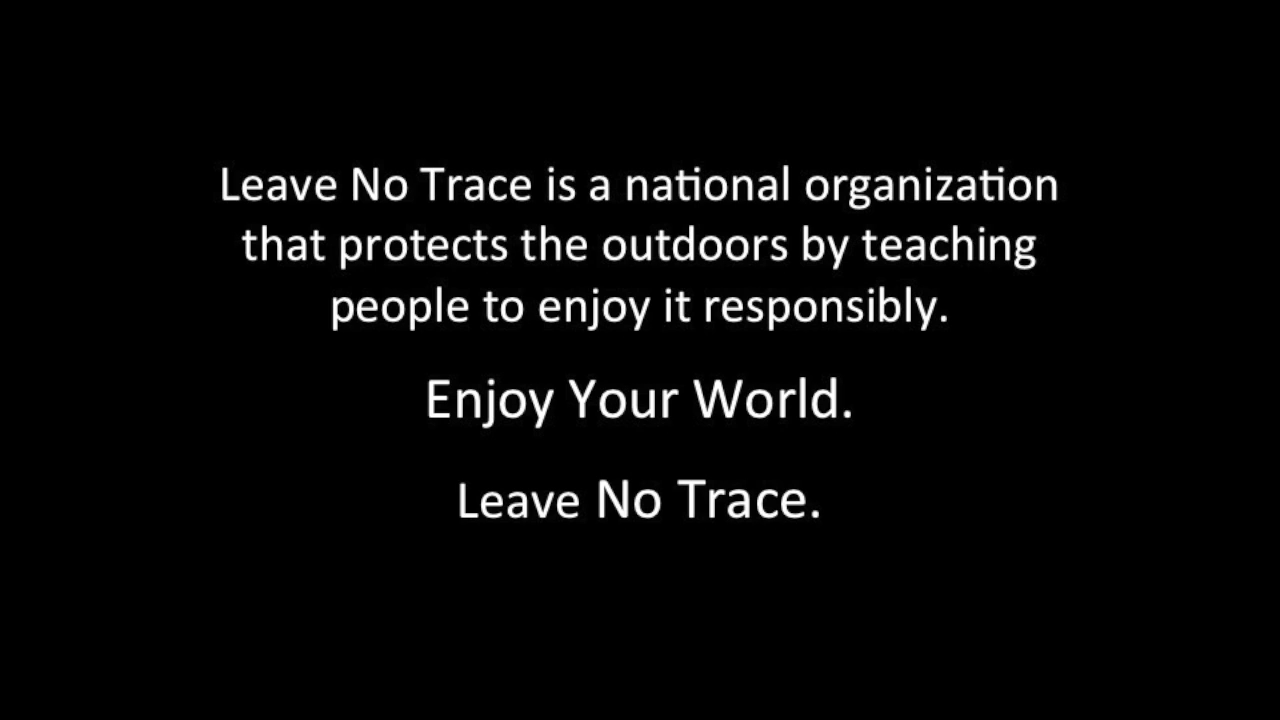 Leave No Trace is a national organization
that protects the outdoors by teaching
people to enjoy it responsibly.
Enjoy Your World.
Leave No Trace.